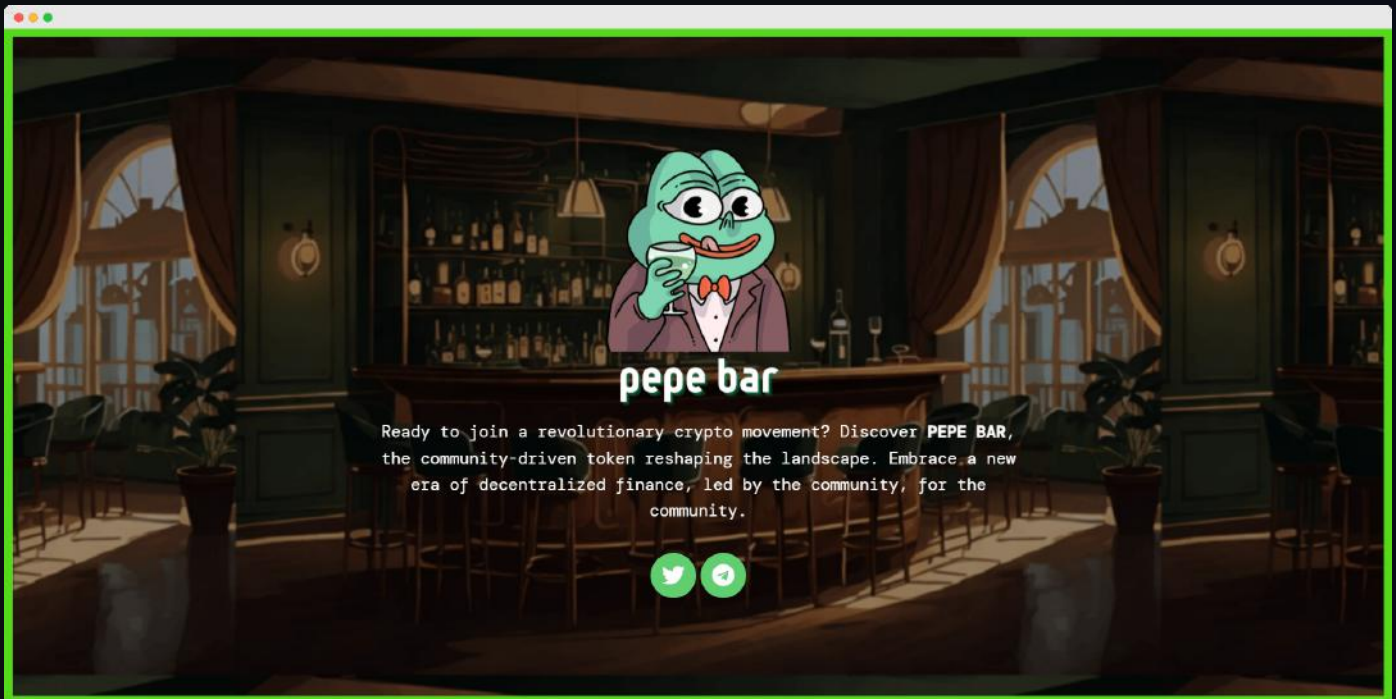 pepe bar
Ready to join a revolutionary crypto movement? Discover PEPE BAR,
the community-driven token reshaping the landscape. Embrace a new
era of decentralized finance, led by the community, for the
community.